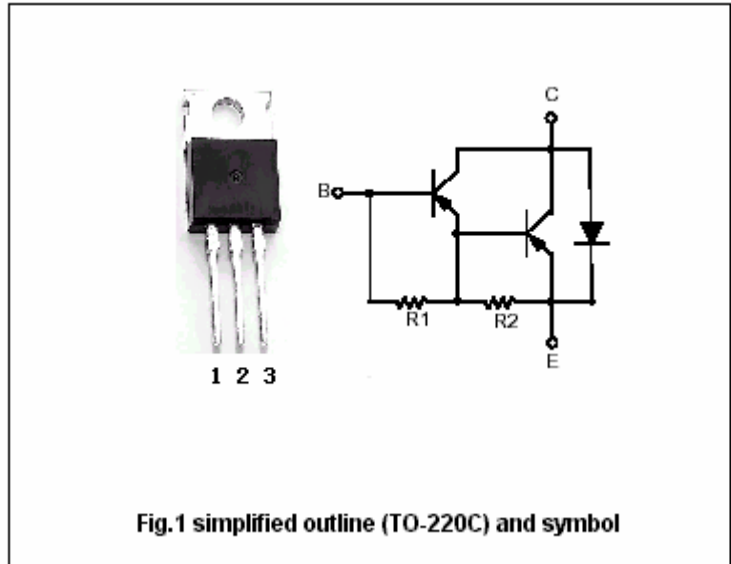 C
B
R1 R2
E
1 2 3
Fig.1 simplified outline (TO-220C) and symbol